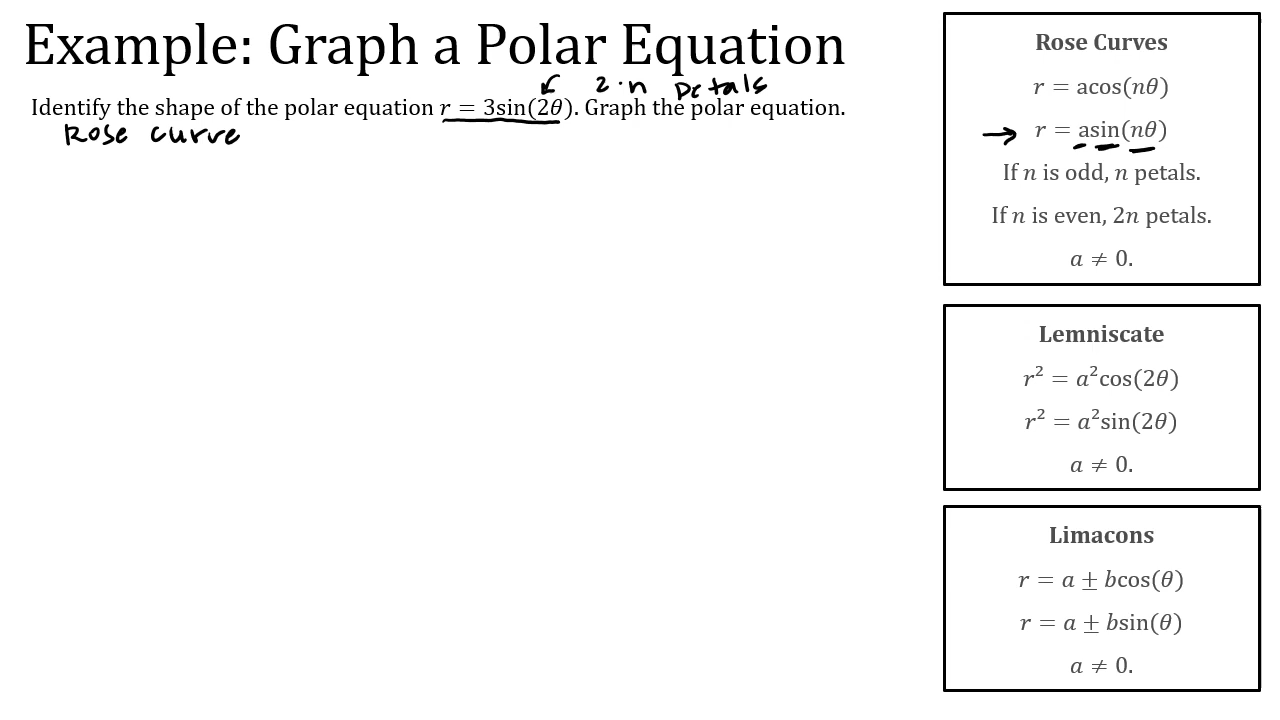 Example: Graph a Polar Equation
2·n petals
Identify the shape of the polar equation r = 3sin(2θ). Graph the polar equation.
Rose curve
Rose Curves
r = acos(nθ)
→ r = asin(nθ)
If n is odd, n petals.
If n is even, 2n petals.
a ≠ 0.
Lemniscate
r² = a²cos(2θ)
r² = a²sin(2θ)
a ≠ 0.
Limacons
r = a ± bcos(θ)
r = a ± bsin(θ)
a ≠ 0.